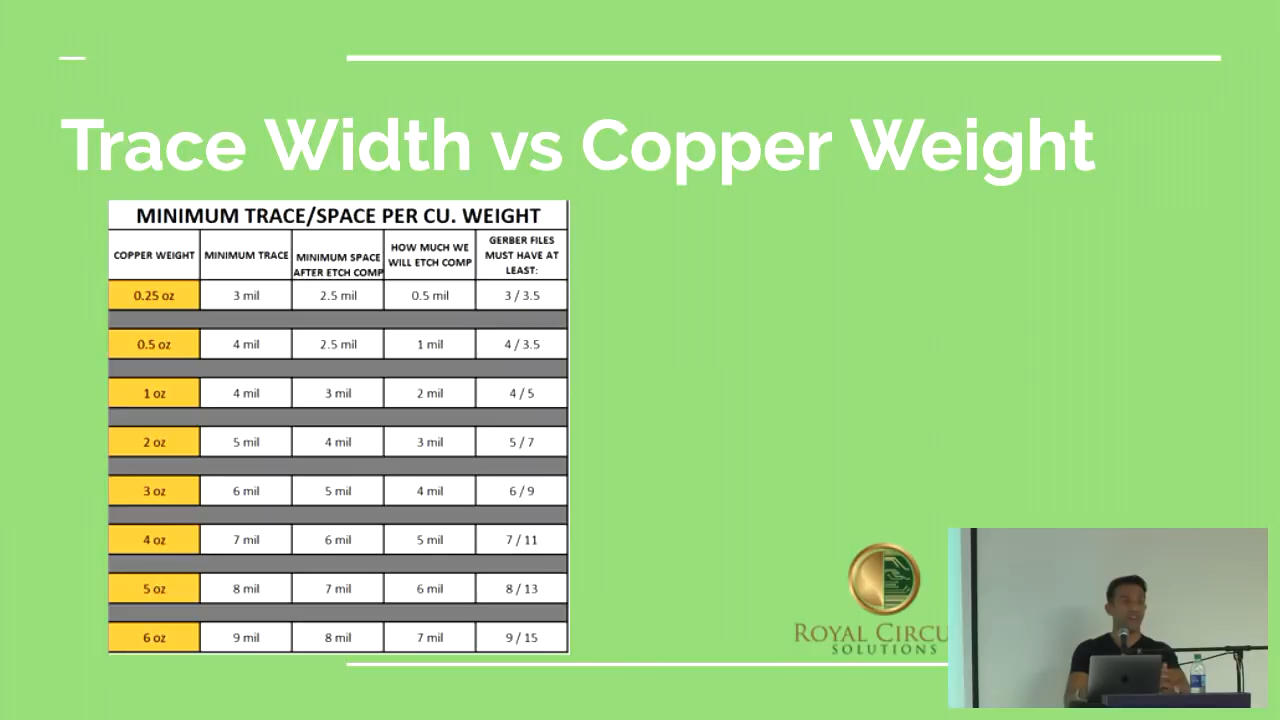 Trace Width vs Copper Weight
MINIMUM TRACE/SPACE PER CU. WEIGHT
COPPER WEIGHT MINIMUM TRACE MINIMUM SPACE AFTER ETCH COMP HOW MUCH WE WILL ETCH COMP GERBER FILES MUST HAVE AT LEAST:
0.25 oz 3 mil 2.5 mil 0.5 mil 3 / 3.5
0.5 oz 4 mil 2.5 mil 1 mil 4 / 3.5
1 oz 4 mil 3 mil 2 mil 4 / 5
2 oz 5 mil 4 mil 3 mil 5 / 7
3 oz 6 mil 5 mil 4 mil 6 / 9
4 oz 7 mil 6 mil 5 mil 7 / 11
5 oz 8 mil 7 mil 6 mil 8 / 13
6 oz 9 mil 8 mil 7 mil 9 / 15
ROYAL CIRCU
SOLUTIONS